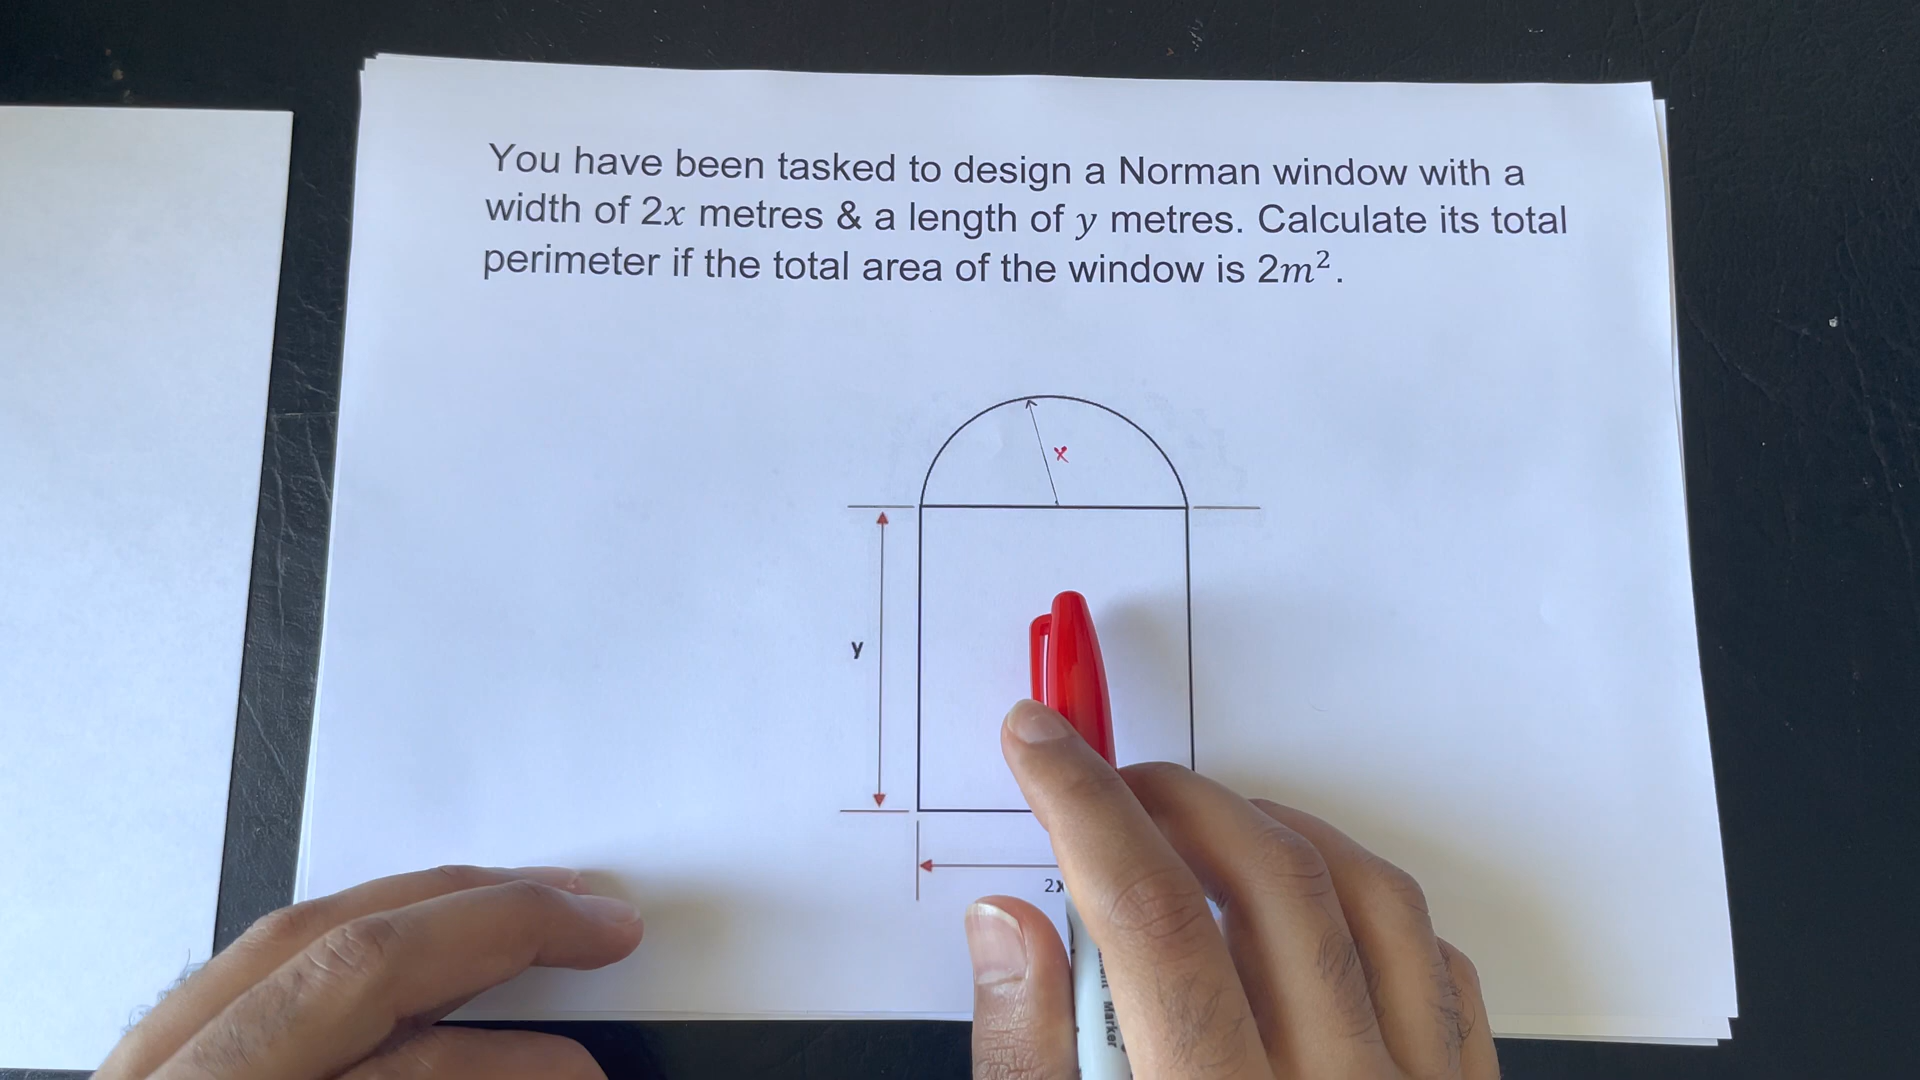 You have been tasked to design a Norman window with a
width of 2x metres & a length of y metres. Calculate its total
perimeter if the total area of the window is 2m².
x
y
2x
Marker